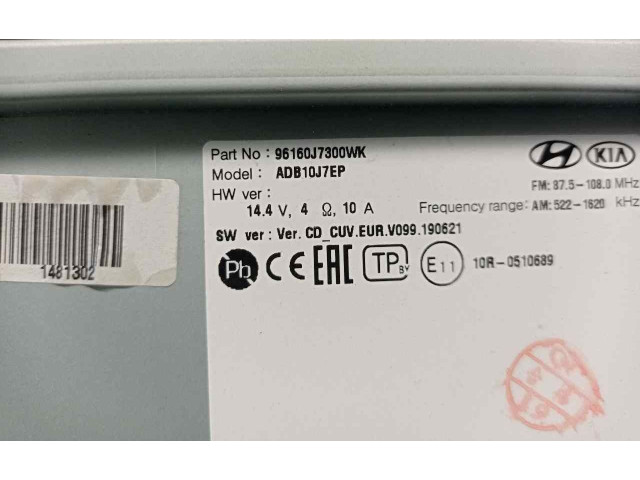 Part No : 96160J7300WK
Model : ADB10J7EP
HW ver :
14.4 V, 4 Ω, 10 A
SW ver : Ver. CD_CUV.EUR.V099.190621
KIA
FM: 87.5-108.0 MHz
Frequency range: AM: 522-1620 kHz
Pb CE EAC TP BY E11 10R-0510689
1481302